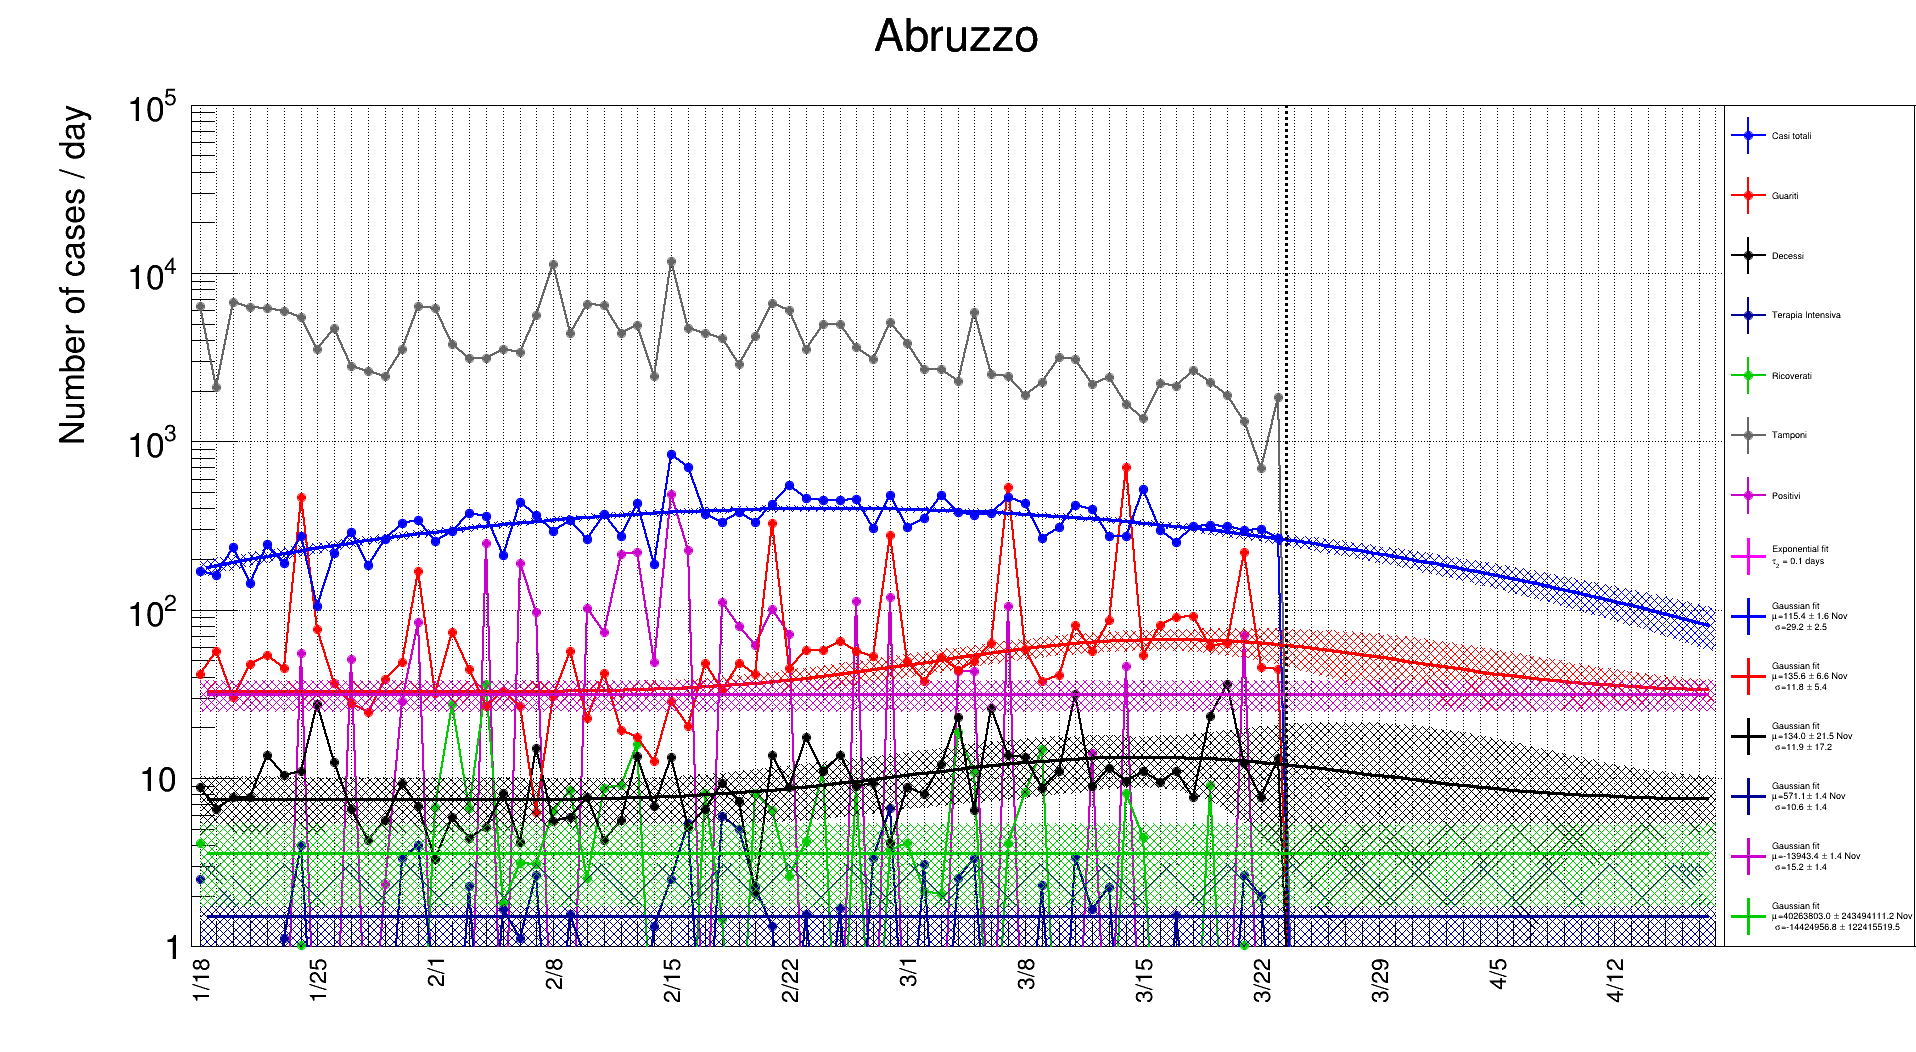 Abruzzo
Number of cases / day
10^5
10^4
10^3
10^2
10
1
1/18
1/25
2/1
2/8
2/15
2/22
3/1
3/8
3/15
3/22
3/29
4/5
4/12
Casi totali
Guariti
Decessi
Terapia Intensiva
Ricoverati
Tamponi
Positivi
Exponential fit
τ_2 = 0.1 days
Gaussian fit
μ=115.4 ± 1.6 Nov
σ=29.2 ± 2.5
Gaussian fit
μ=135.6 ± 6.6 Nov
σ=11.8 ± 5.4
Gaussian fit
μ=134.0 ± 21.5 Nov
σ=11.9 ± 17.2
Gaussian fit
μ=571.1 ± 1.4 Nov
σ=10.6 ± 1.4
Gaussian fit
μ=-13943.4 ± 1.4 Nov
σ=15.2 ± 1.4
Gaussian fit
μ=40263803.0 ± 243494111.2 Nov
σ=-14424956.8 ± 122415519.5